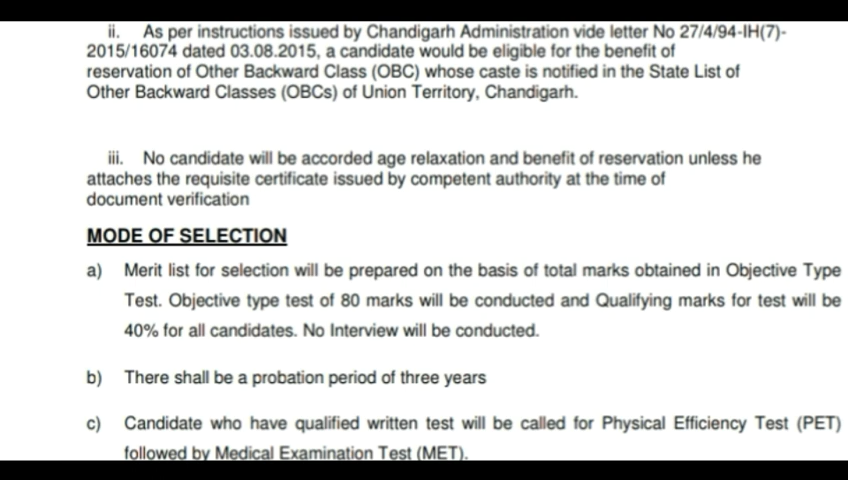 ii. As per instructions issued by Chandigarh Administration vide letter No 27/4/94-IH(7)-
2015/16074 dated 03.08.2015, a candidate would be eligible for the benefit of
reservation of Other Backward Class (OBC) whose caste is notified in the State List of
Other Backward Classes (OBCs) of Union Territory, Chandigarh.
iii. No candidate will be accorded age relaxation and benefit of reservation unless he
attaches the requisite certificate issued by competent authority at the time of
document verification
MODE OF SELECTION
a) Merit list for selection will be prepared on the basis of total marks obtained in Objective Type
Test. Objective type test of 80 marks will be conducted and Qualifying marks for test will be
40% for all candidates. No Interview will be conducted.
b) There shall be a probation period of three years
c) Candidate who have qualified written test will be called for Physical Efficiency Test (PET)
followed by Medical Examination Test (MET).